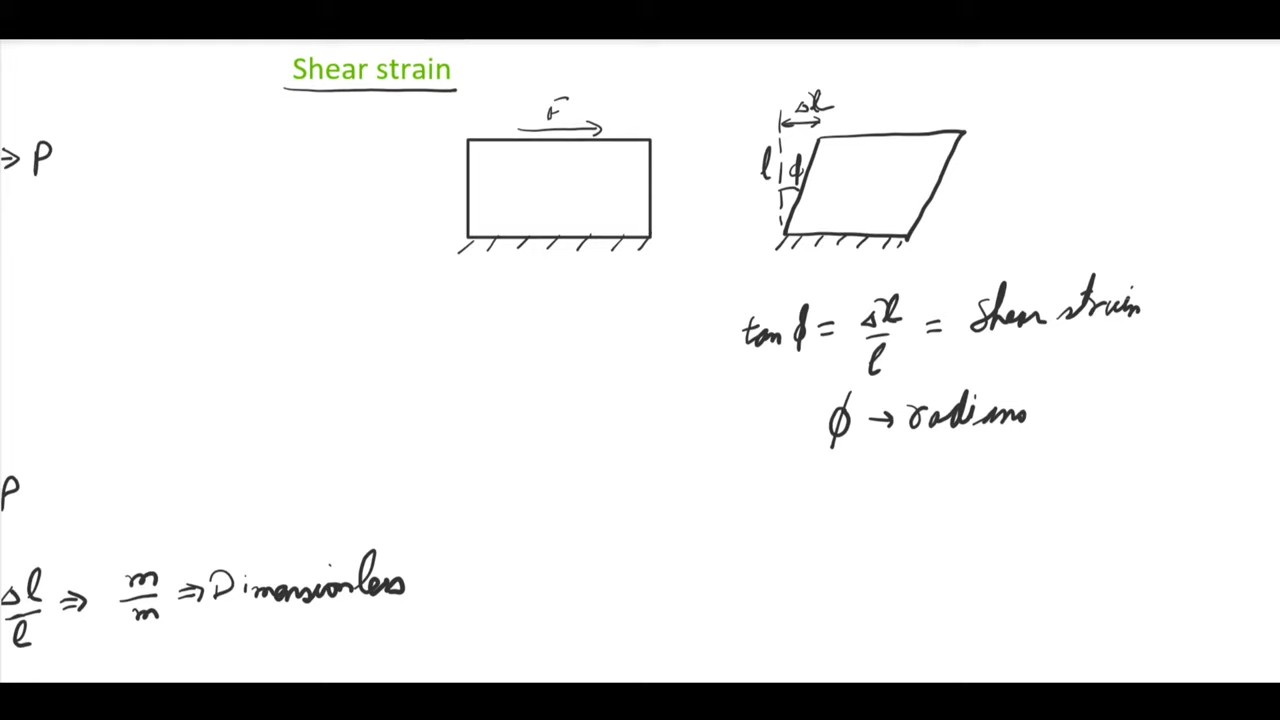 Shear strain
F
⇒ P
Δl
l φ
tan φ = Δl/l = Shear strain
φ → radians
P
Δl/l ⇒ m/m ⇒ Dimensionless